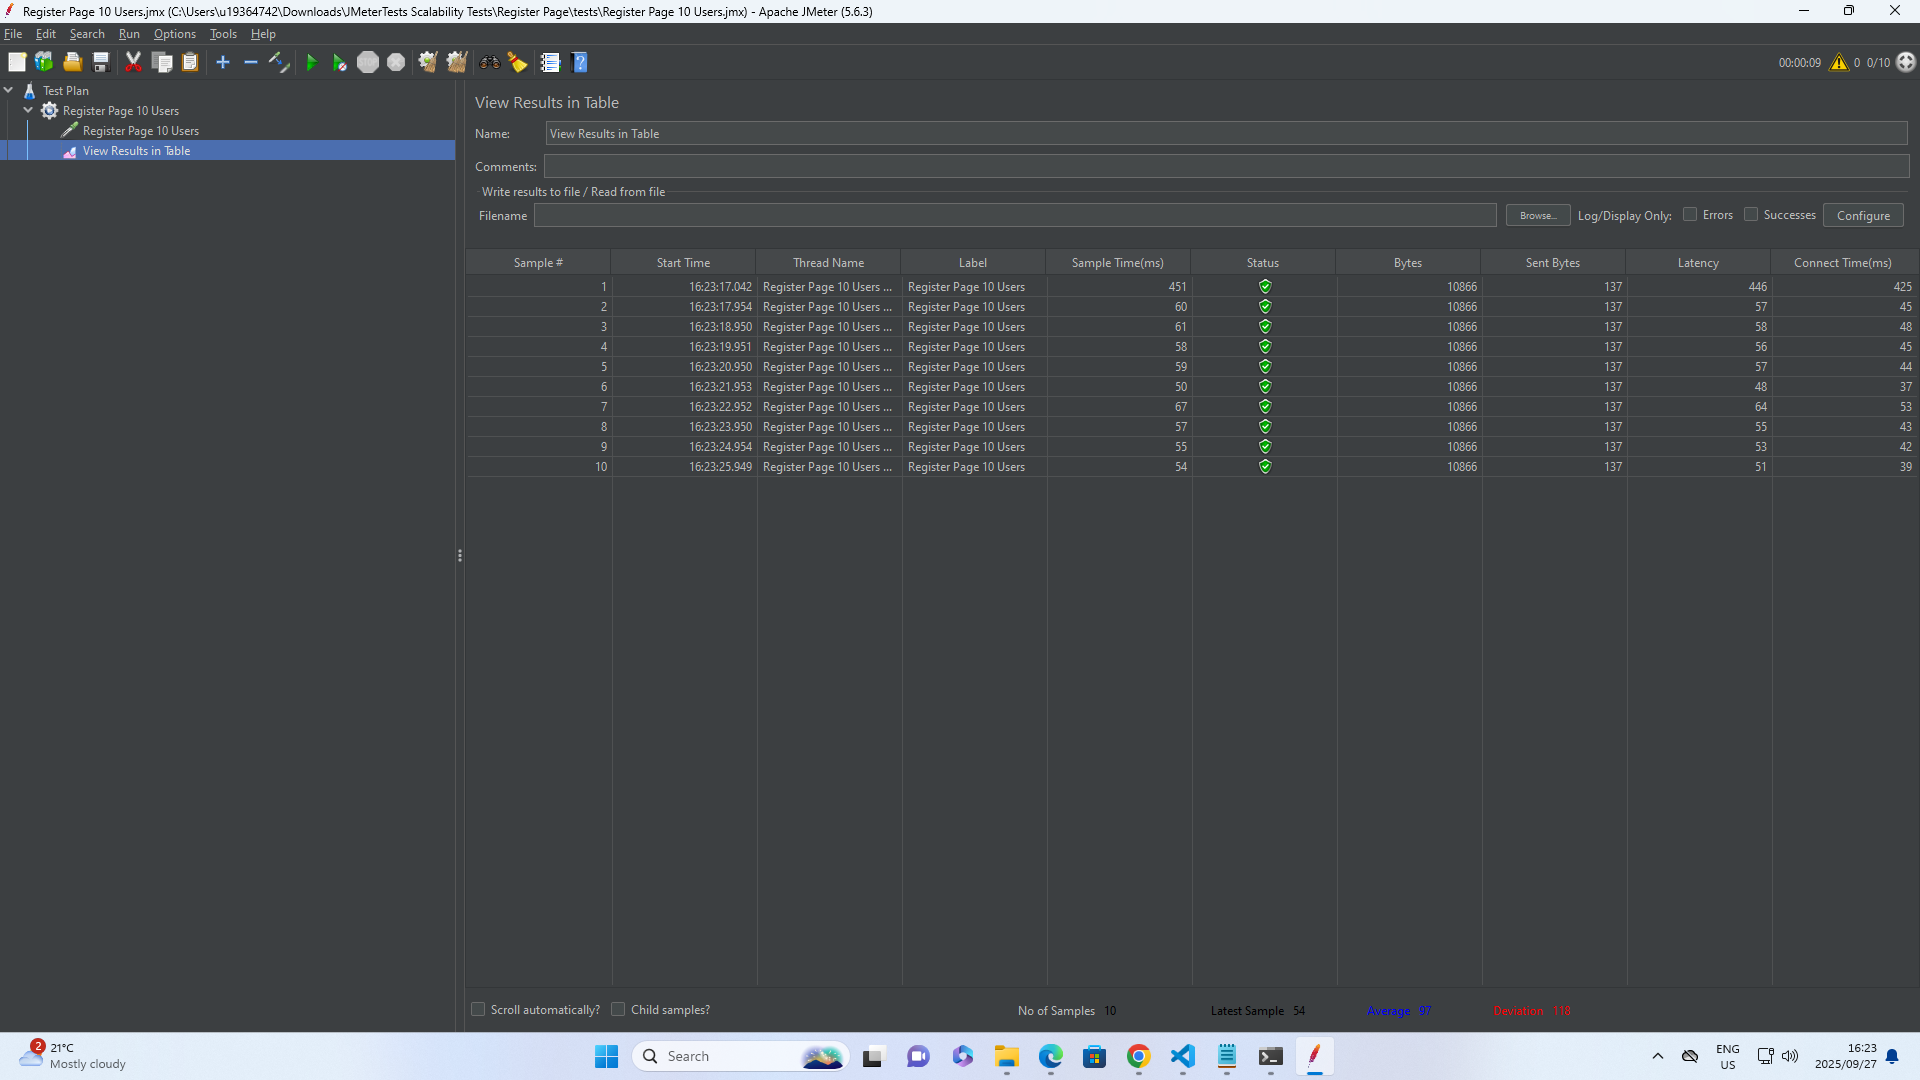 Register Page 10 Users.jmx (C:\Users\u19364742\Downloads\JMeterTests Scalability Tests\Register Page\tests\Register Page 10 Users.jmx) - Apache JMeter (5.6.3)
File Edit Search Run Options Tools Help
STOP 00:00:09 0 0/10
Test Plan
Register Page 10 Users
Register Page 10 Users
View Results in Table
View Results in Table
Name: View Results in Table
Comments:
Write results to file / Read from file
Filename Browse... Log/Display Only: Errors Successes Configure
Sample # Start Time Thread Name Label Sample Time(ms) Status Bytes Sent Bytes Latency Connect Time(ms)
1 16:23:17.042 Register Page 10 Users ... Register Page 10 Users 451 10866 137 446 425
2 16:23:17.954 Register Page 10 Users ... Register Page 10 Users 60 10866 137 57 45
3 16:23:18.950 Register Page 10 Users ... Register Page 10 Users 61 10866 137 58 48
4 16:23:19.951 Register Page 10 Users ... Register Page 10 Users 58 10866 137 56 45
5 16:23:20.950 Register Page 10 Users ... Register Page 10 Users 59 10866 137 57 44
6 16:23:21.953 Register Page 10 Users ... Register Page 10 Users 50 10866 137 48 37
7 16:23:22.952 Register Page 10 Users ... Register Page 10 Users 67 10866 137 64 53
8 16:23:23.950 Register Page 10 Users ... Register Page 10 Users 57 10866 137 55 43
9 16:23:24.954 Register Page 10 Users ... Register Page 10 Users 55 10866 137 53 42
10 16:23:25.949 Register Page 10 Users ... Register Page 10 Users 54 10866 137 51 39
Scroll automatically? Child samples? No of Samples 10 Latest Sample 54 Average 97 Deviation 118
2 21°C
Mostly cloudy
Search
ENG
US
16:23
2025/09/27